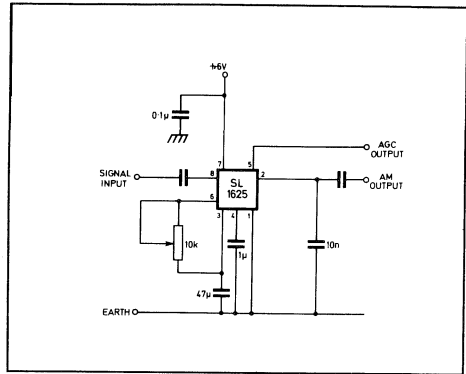 +6V
0·1µ
7
5
AGC
OUTPUT
SIGNAL
INPUT
8
SL
1625
2
AM
OUTPUT
6
3
4
1
10k
1µ
10n
47µ
EARTH